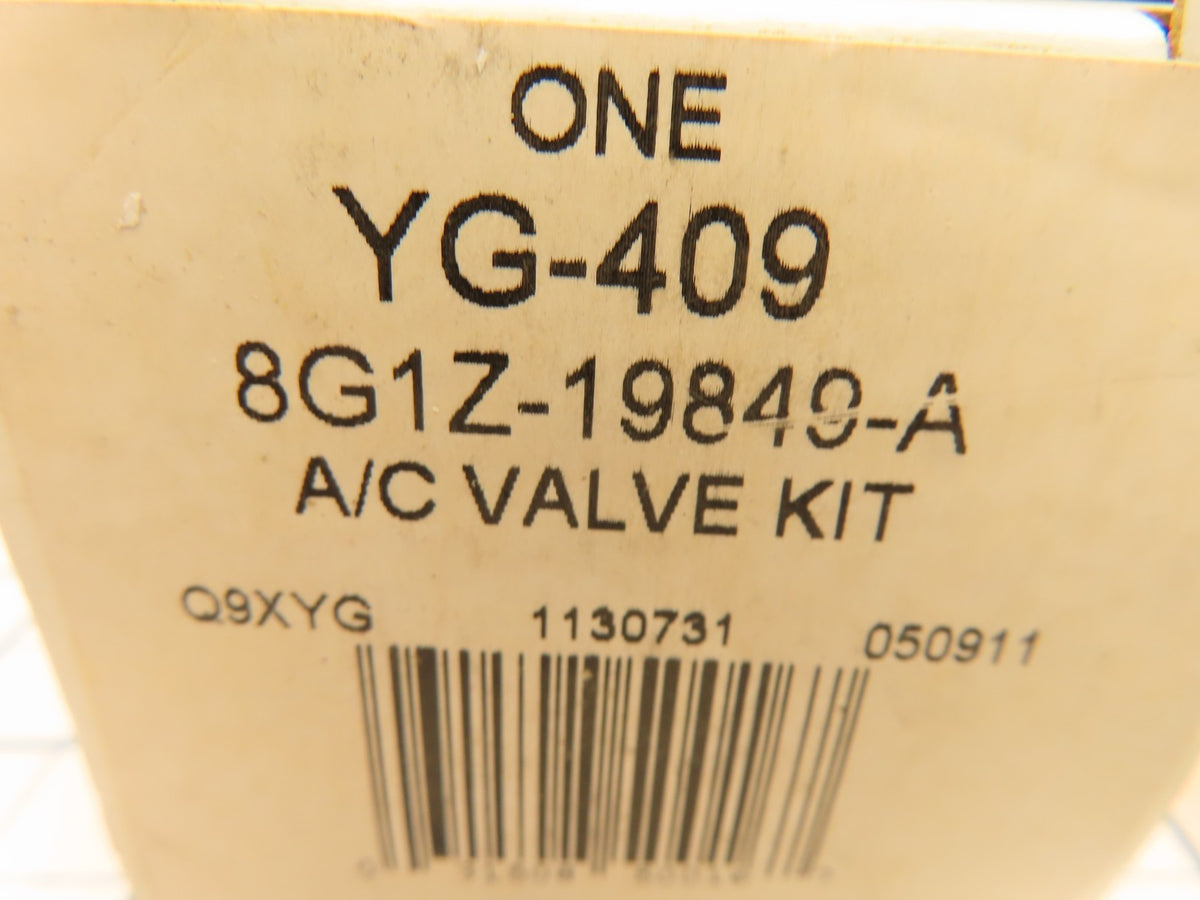 ONE
YG-409
8G1Z-19849-A
A/C VALVE KIT
Q9XYG 1130731 050911